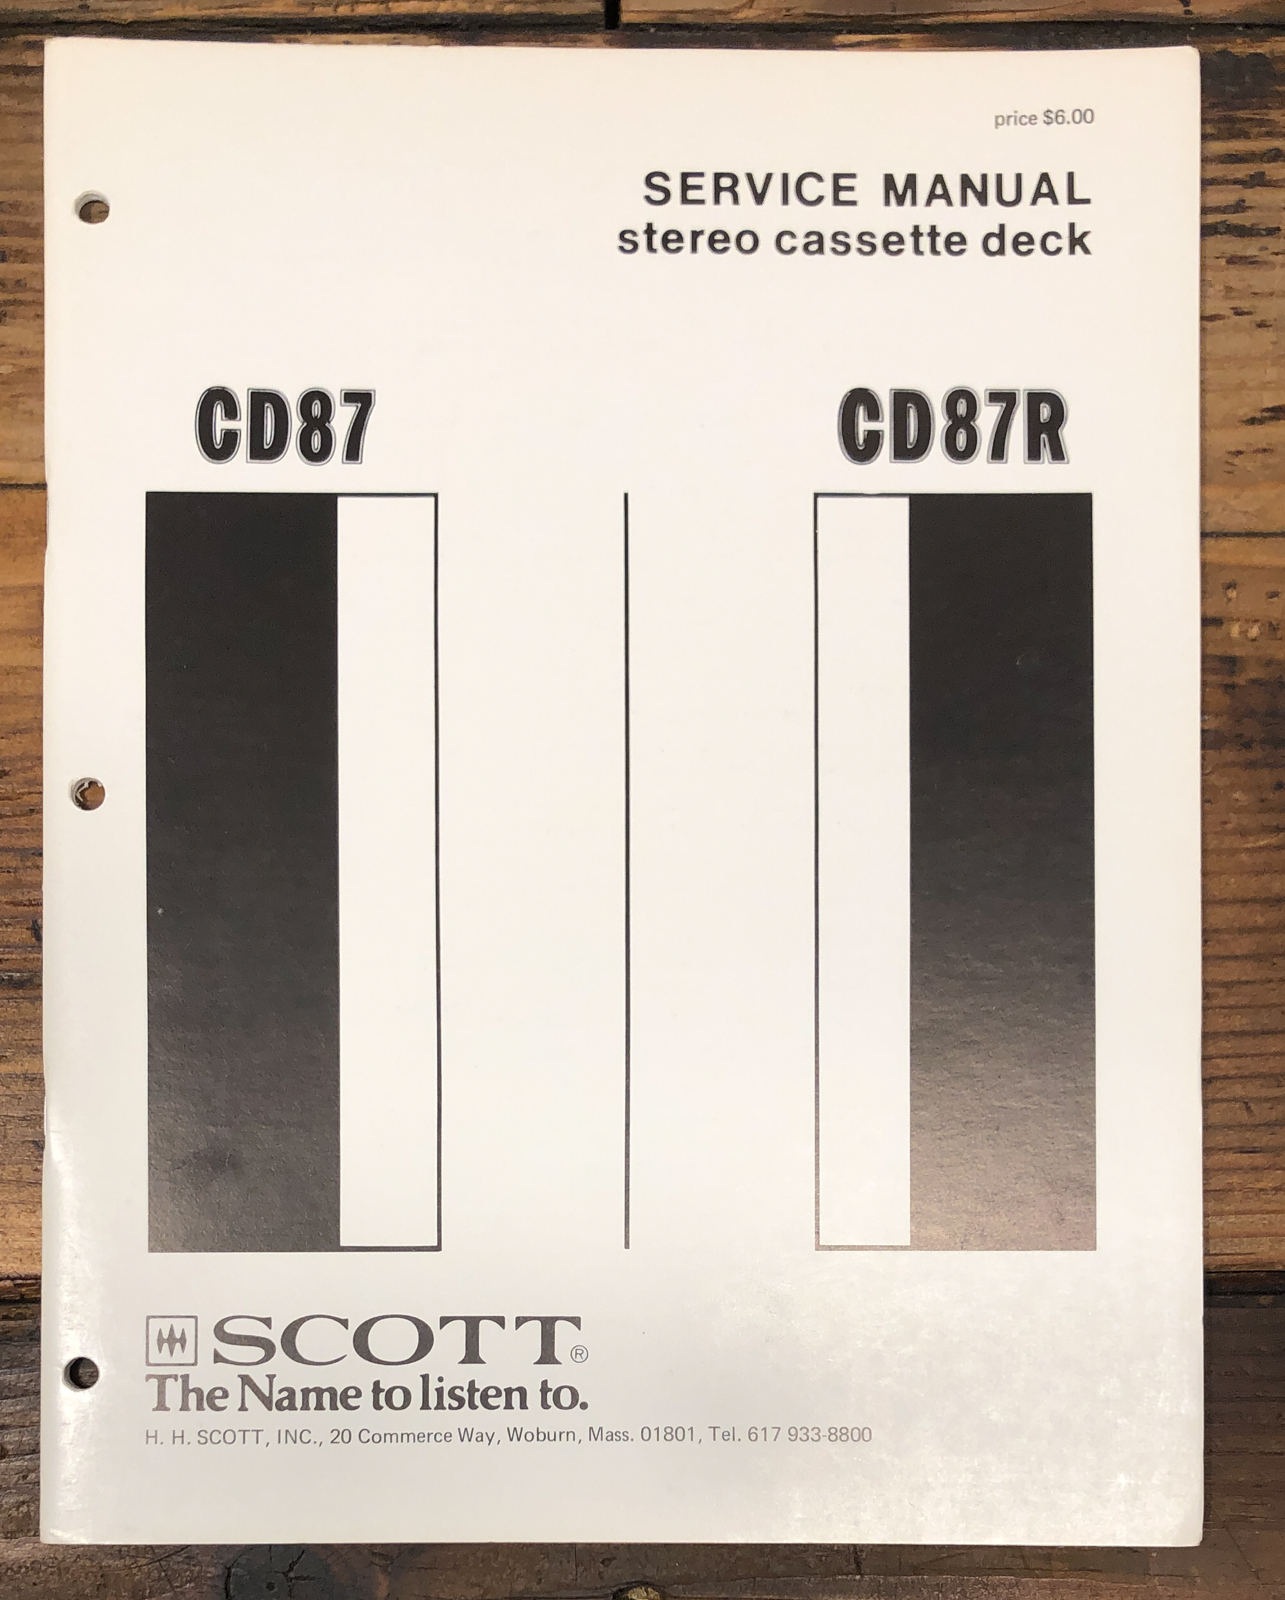 price $6.00
SERVICE MANUAL
stereo cassette deck
CD87
CD87R
SCOTT®
The Name to listen to.
H. H. SCOTT, INC., 20 Commerce Way, Woburn, Mass. 01801, Tel. 617 933-8800